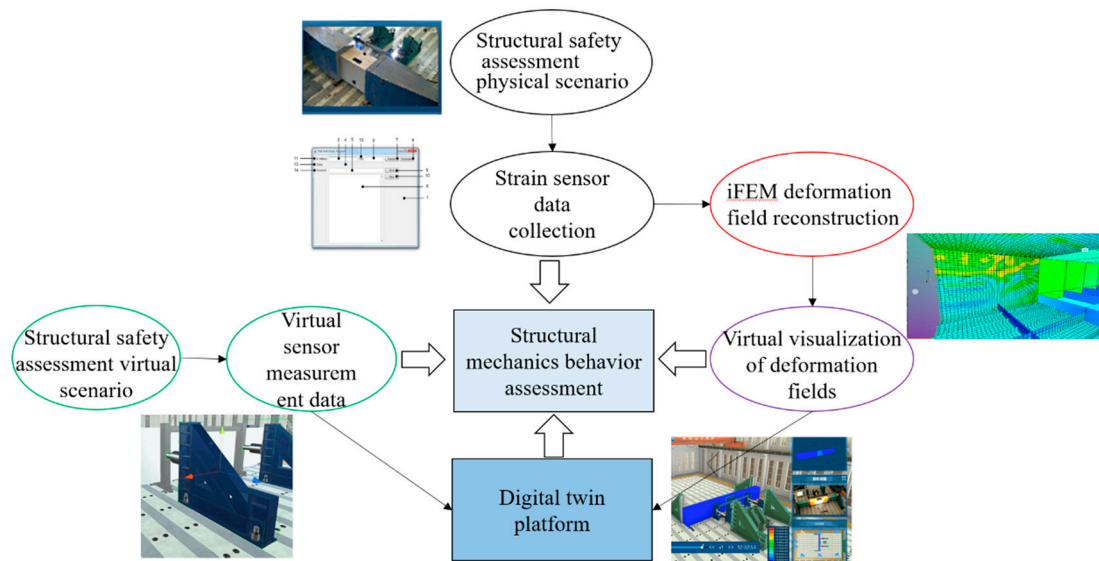 Structural safety
assessment
physical scenario
Strain sensor
data
collection
iFEM deformation
field reconstruction
Structural safety
assessment virtual
scenario
Virtual
sensor
measurem
ent data
Structural
mechanics behavior
assessment
Virtual visualization
of deformation
fields
Digital twin
platform